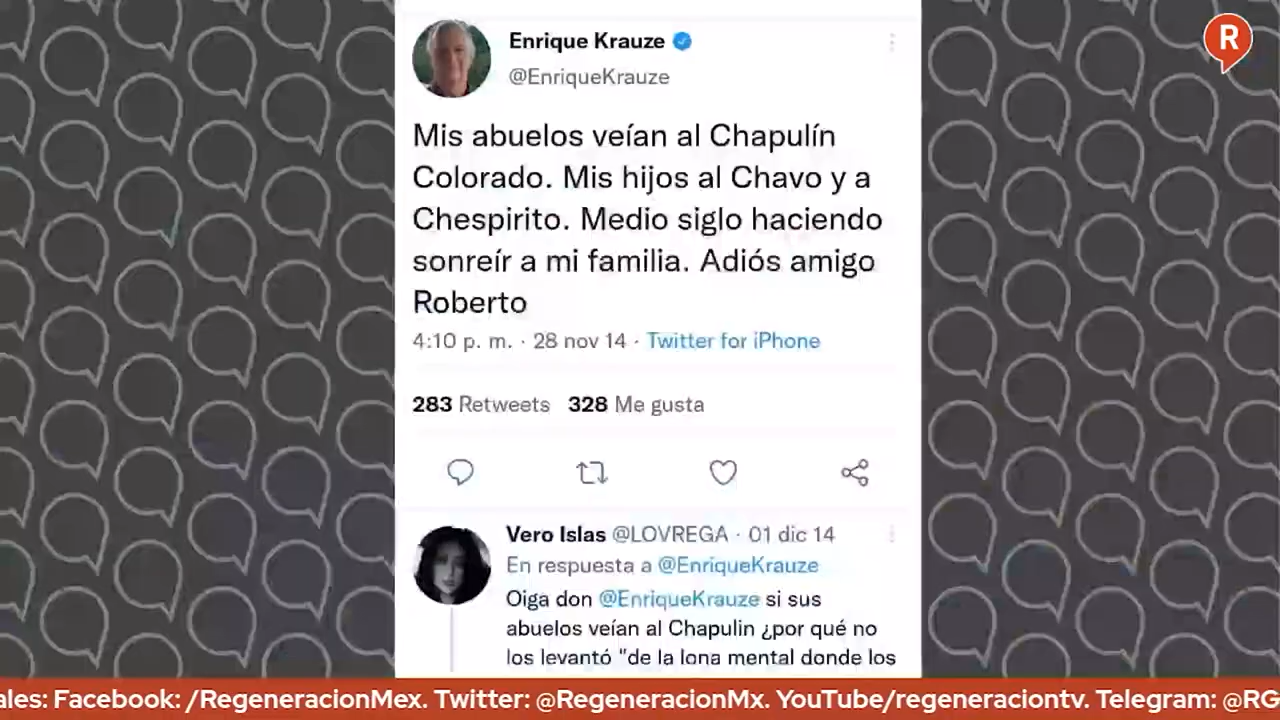 R
Enrique Krauze
@EnriqueKrauze
Mis abuelos veían al Chapulín
Colorado. Mis hijos al Chavo y a
Chespirito. Medio siglo haciendo
sonreír a mi familia. Adiós amigo
Roberto
4:10 p. m. · 28 nov 14 · Twitter for iPhone
283 Retweets 328 Me gusta
Vero Islas @LOVREGA · 01 dic 14
En respuesta a @EnriqueKrauze
Oiga don @EnriqueKrauze si sus
abuelos veían al Chapulin ¿por qué no
los levantó "de la lona mental donde los
ales: Facebook: /RegeneracionMex. Twitter: @RegeneracionMx. YouTube/regeneraciontv. Telegram: @RG